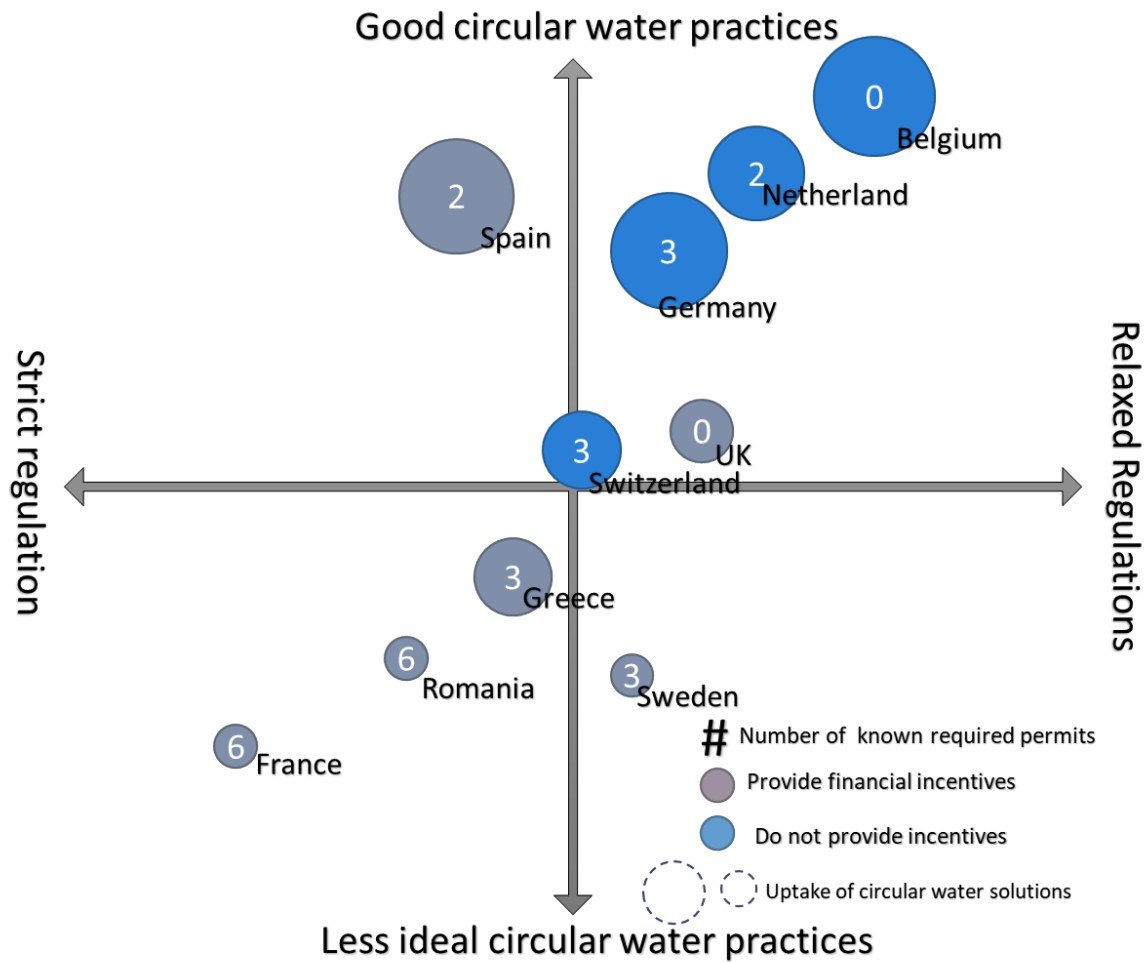 Good circular water practices
0
Belgium
2
Netherland
2
Spain
3
Germany
Strict regulation
Relaxed Regulations
0
UK
3
Switzerland
3
Greece
6
Romania
3
Sweden
6
France
# Number of known required permits
Provide financial incentives
Do not provide incentives
Uptake of circular water solutions
Less ideal circular water practices